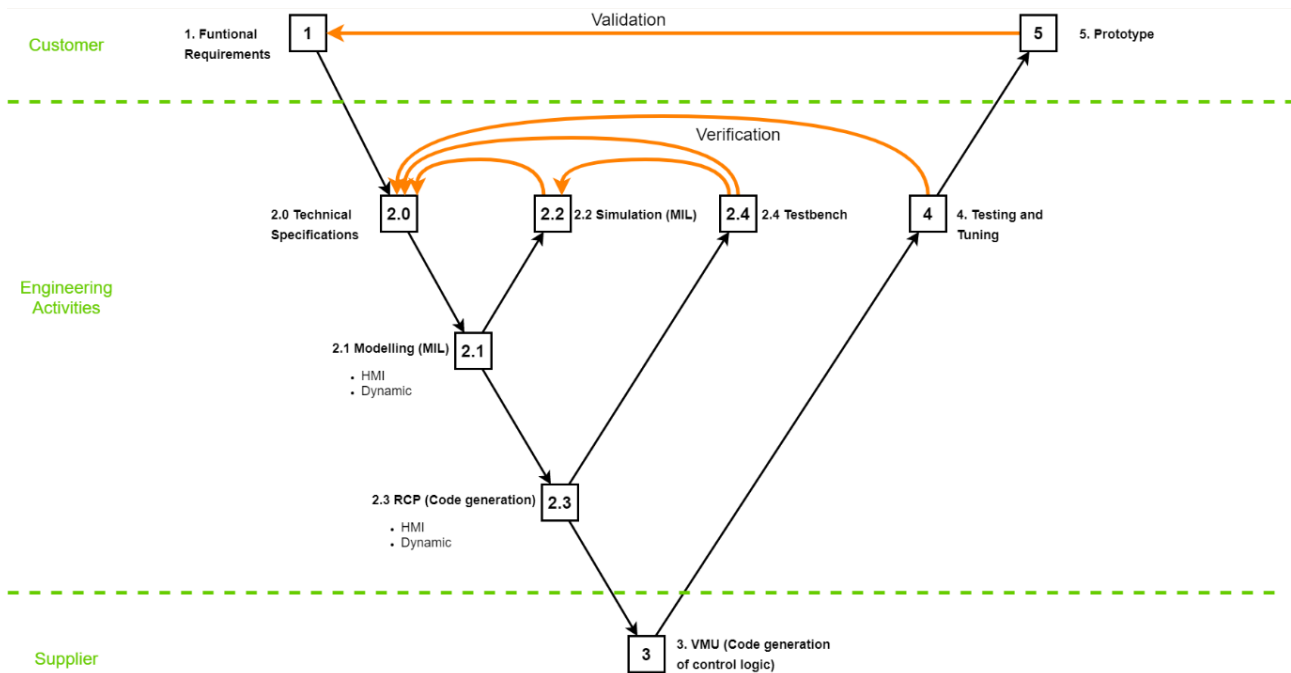 Validation
Customer
1. Funtional
Requirements
1
5
5. Prototype
Verification
2.0 Technical
Specifications
2.0
2.2
2.2 Simulation (MIL)
2.4
2.4 Testbench
4
4. Testing and
Tuning
Engineering
Activities
2.1 Modelling (MIL)
2.1
• HMI
• Dynamic
2.3 RCP (Code generation)
2.3
• HMI
• Dynamic
Supplier
3
3. VMU (Code generation
of control logic)